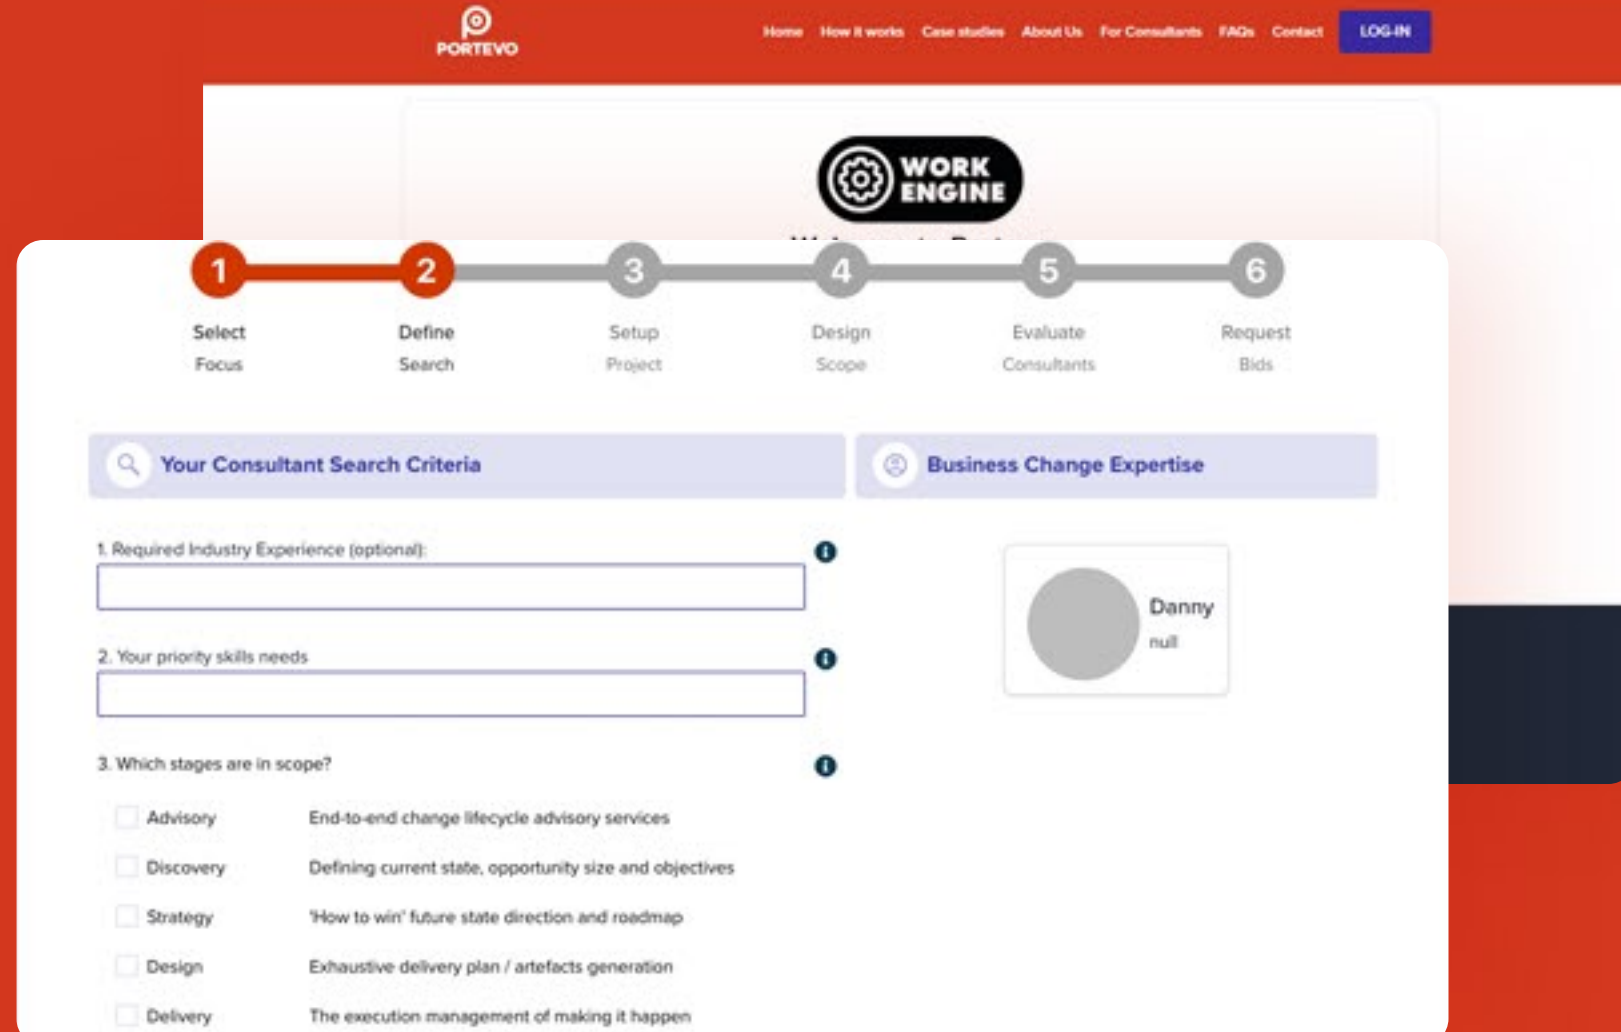 PORTEVO
Home How it works Case studies About Us For Consultants FAQs Contact LOG-IN
WORK
ENGINE
1 2 3 4 5 6
Select Define Setup Design Evaluate Request
Focus Search Project Scope Consultants Bids
Your Consultant Search Criteria
Business Change Expertise
1. Required Industry Experience (optional):
Danny
null
2. Your priority skills needs
3. Which stages are in scope?
Advisory End-to-end change lifecycle advisory services
Discovery Defining current state, opportunity size and objectives
Strategy 'How to win' future state direction and roadmap
Design Exhaustive delivery plan / artefacts generation
Delivery The execution management of making it happen